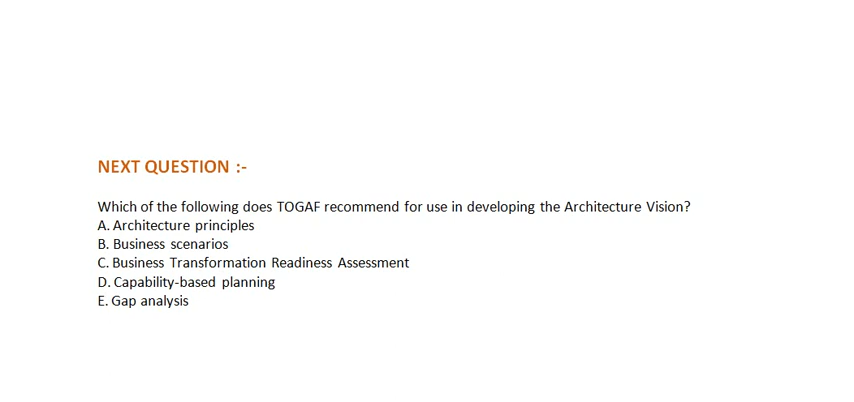 NEXT QUESTION :-
Which of the following does TOGAF recommend for use in developing the Architecture Vision?
A. Architecture principles
B. Business scenarios
C. Business Transformation Readiness Assessment
D. Capability-based planning
E. Gap analysis